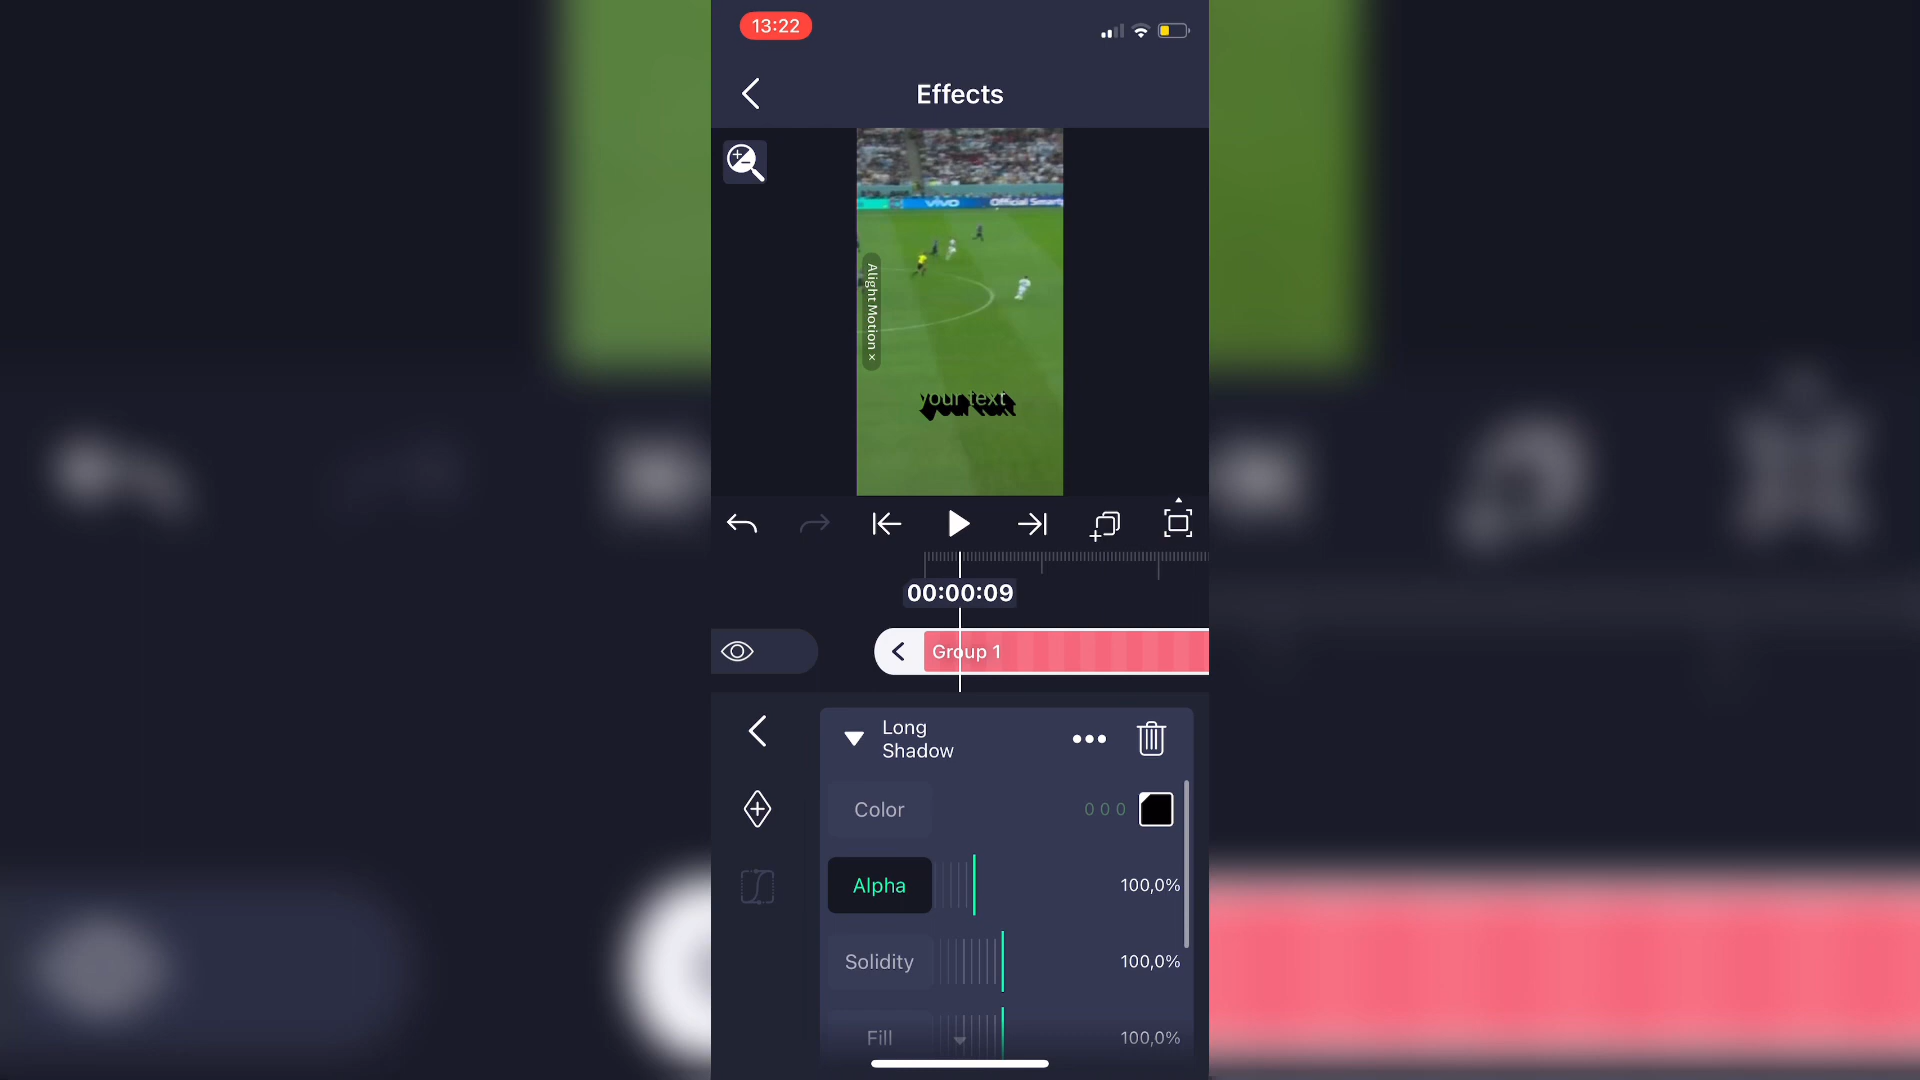 13:22
Effects
vivo
Official Smart
Alight Motion ×
your text
00:00:09
Group 1
Long
Shadow
Color
0 0 0
Alpha
100,0%
Solidity
100,0%
Fill
100,0%